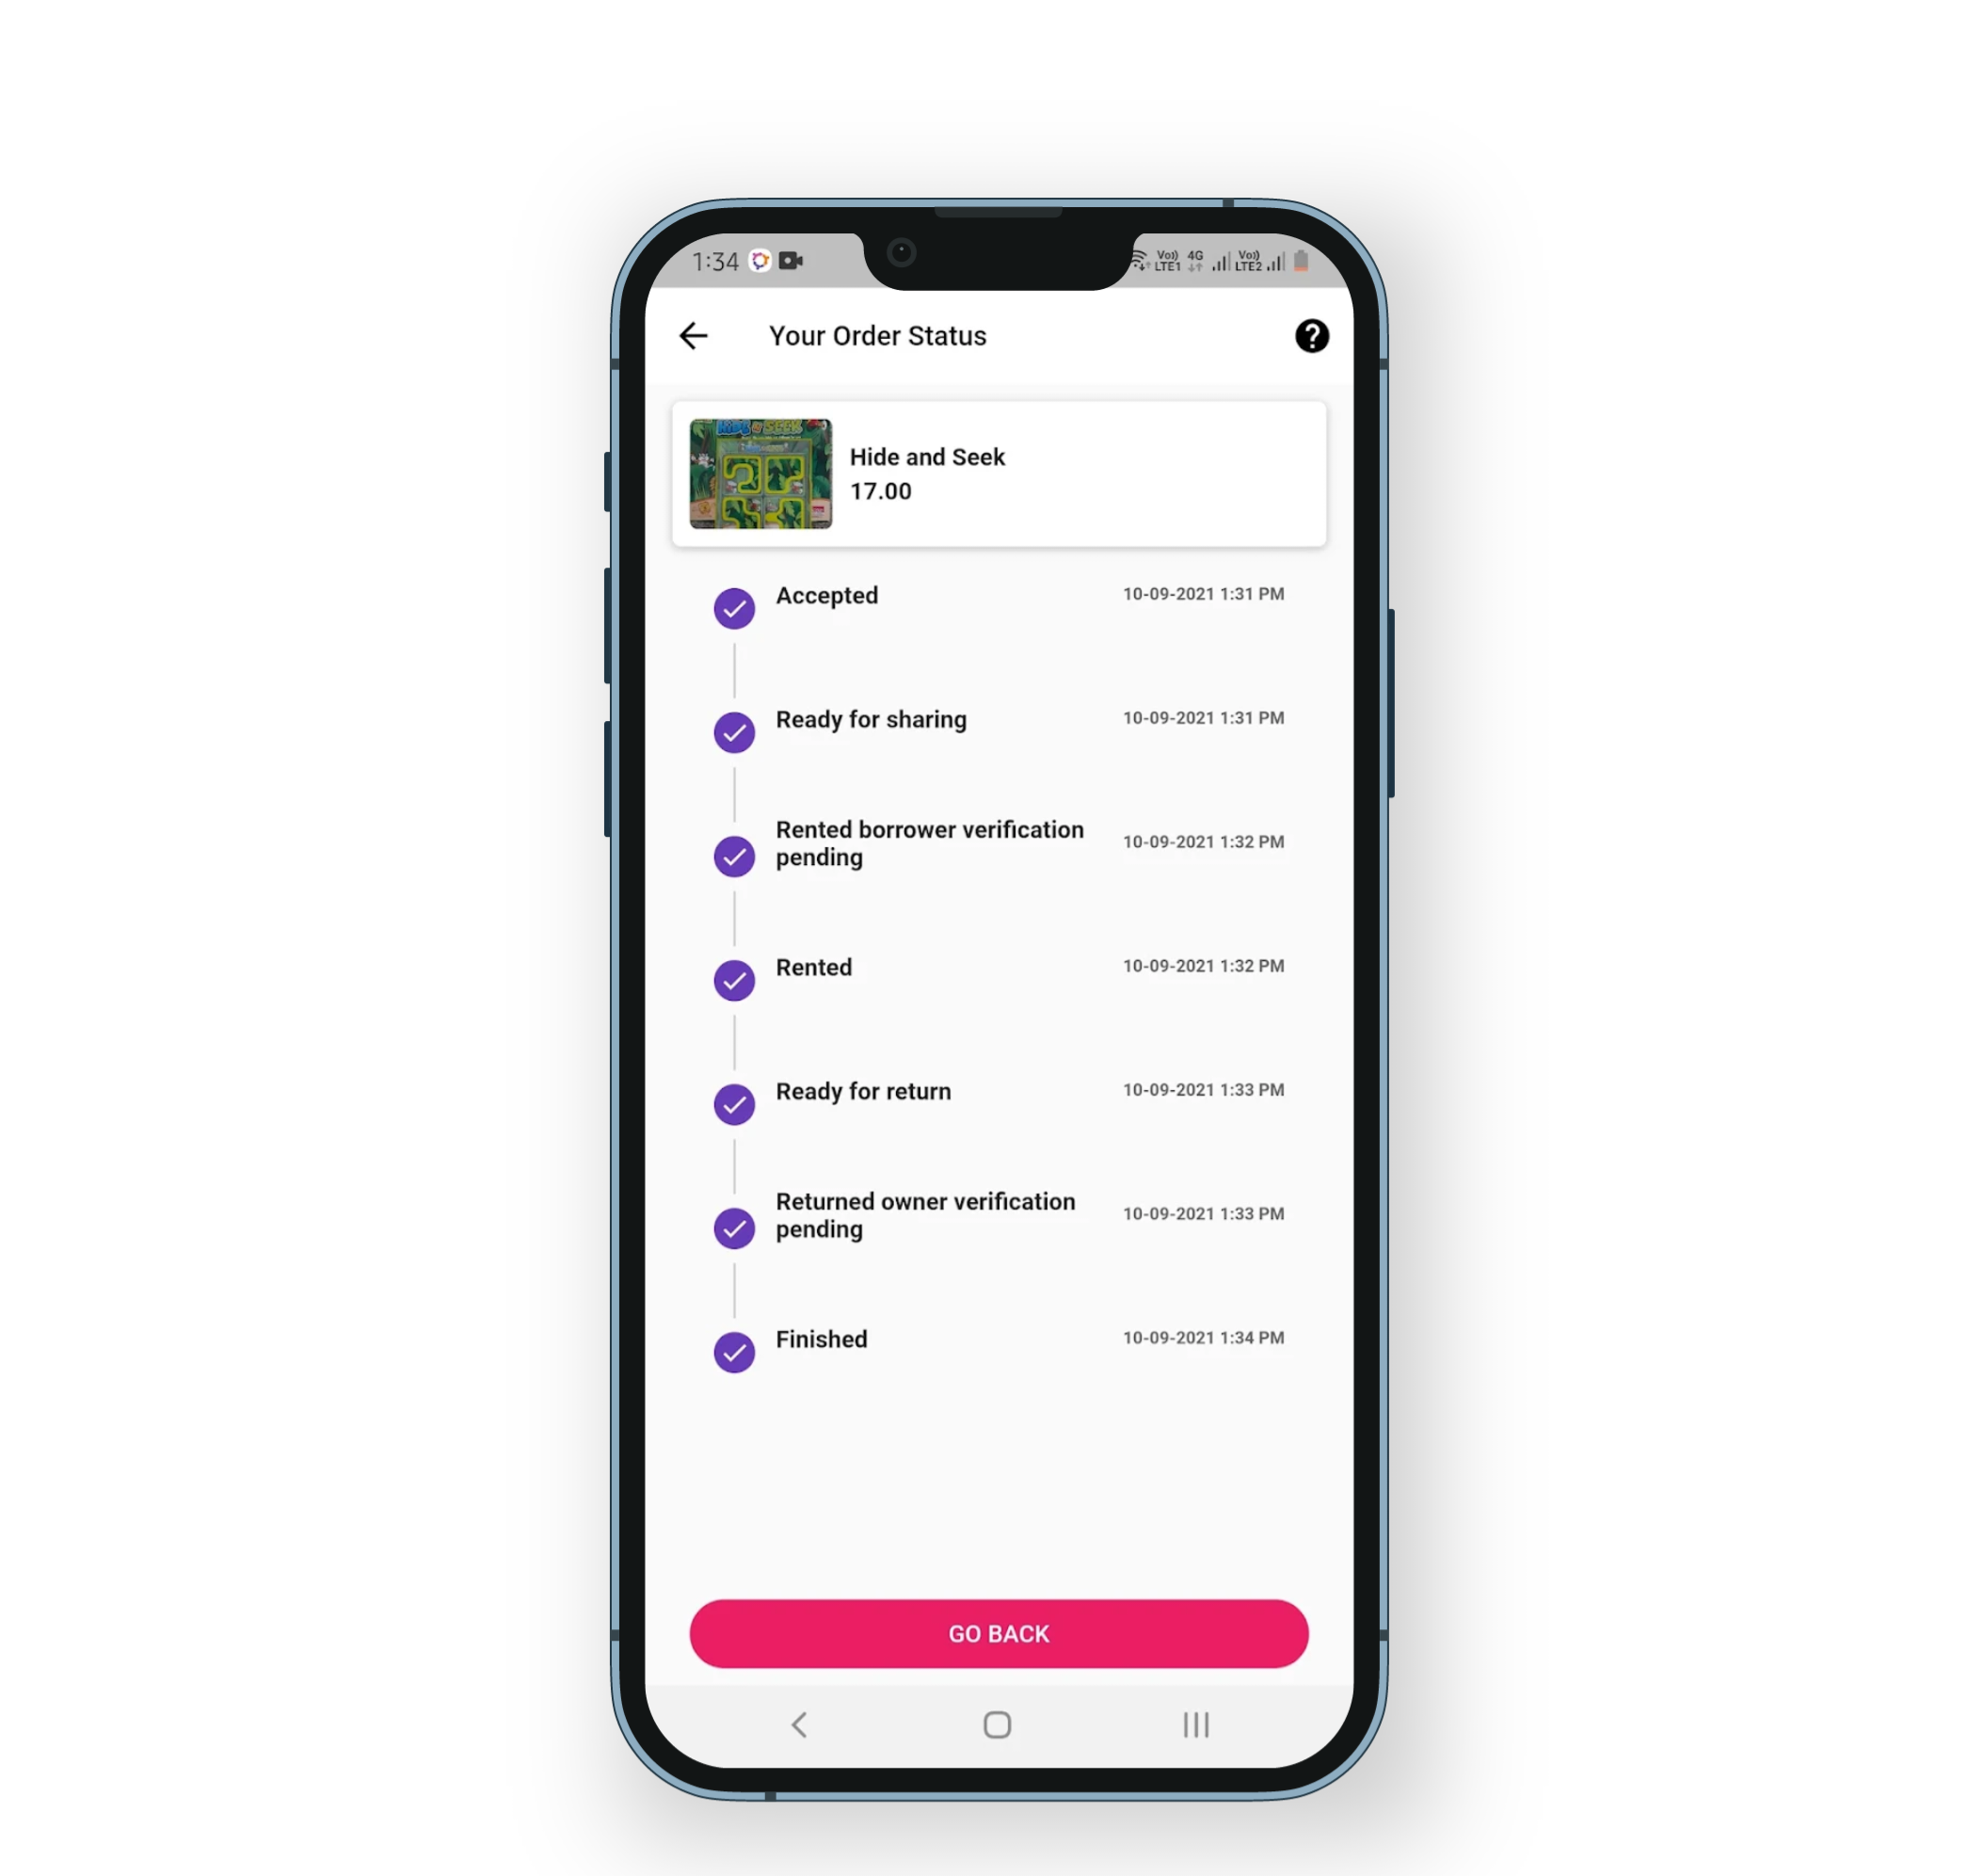 1:34
Vo)) LTE1 4G Vo)) LTE2
Your Order Status
HIDE & SEEK
Hide and Seek
17.00
Accepted
10-09-2021 1:31 PM
Ready for sharing
10-09-2021 1:31 PM
Rented borrower verification
pending
10-09-2021 1:32 PM
Rented
10-09-2021 1:32 PM
Ready for return
10-09-2021 1:33 PM
Returned owner verification
pending
10-09-2021 1:33 PM
Finished
10-09-2021 1:34 PM
GO BACK